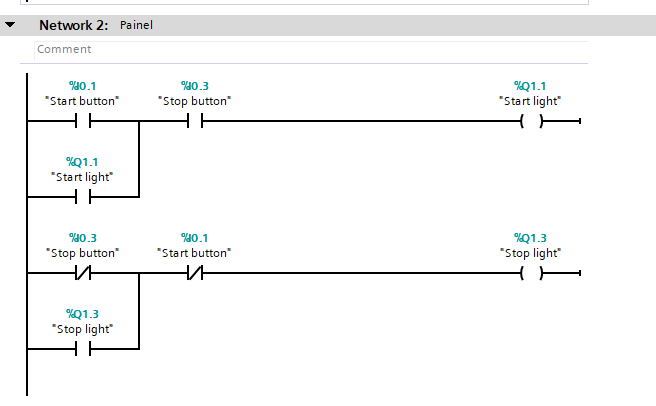 Network 2: Painel
Comment
%I0.1 %I0.3 %Q1.1
"Start button" "Stop button" "Start light"
%Q1.1
"Start light"
%I0.3 %I0.1 %Q1.3
"Stop button" "Start button" "Stop light"
%Q1.3
"Stop light"